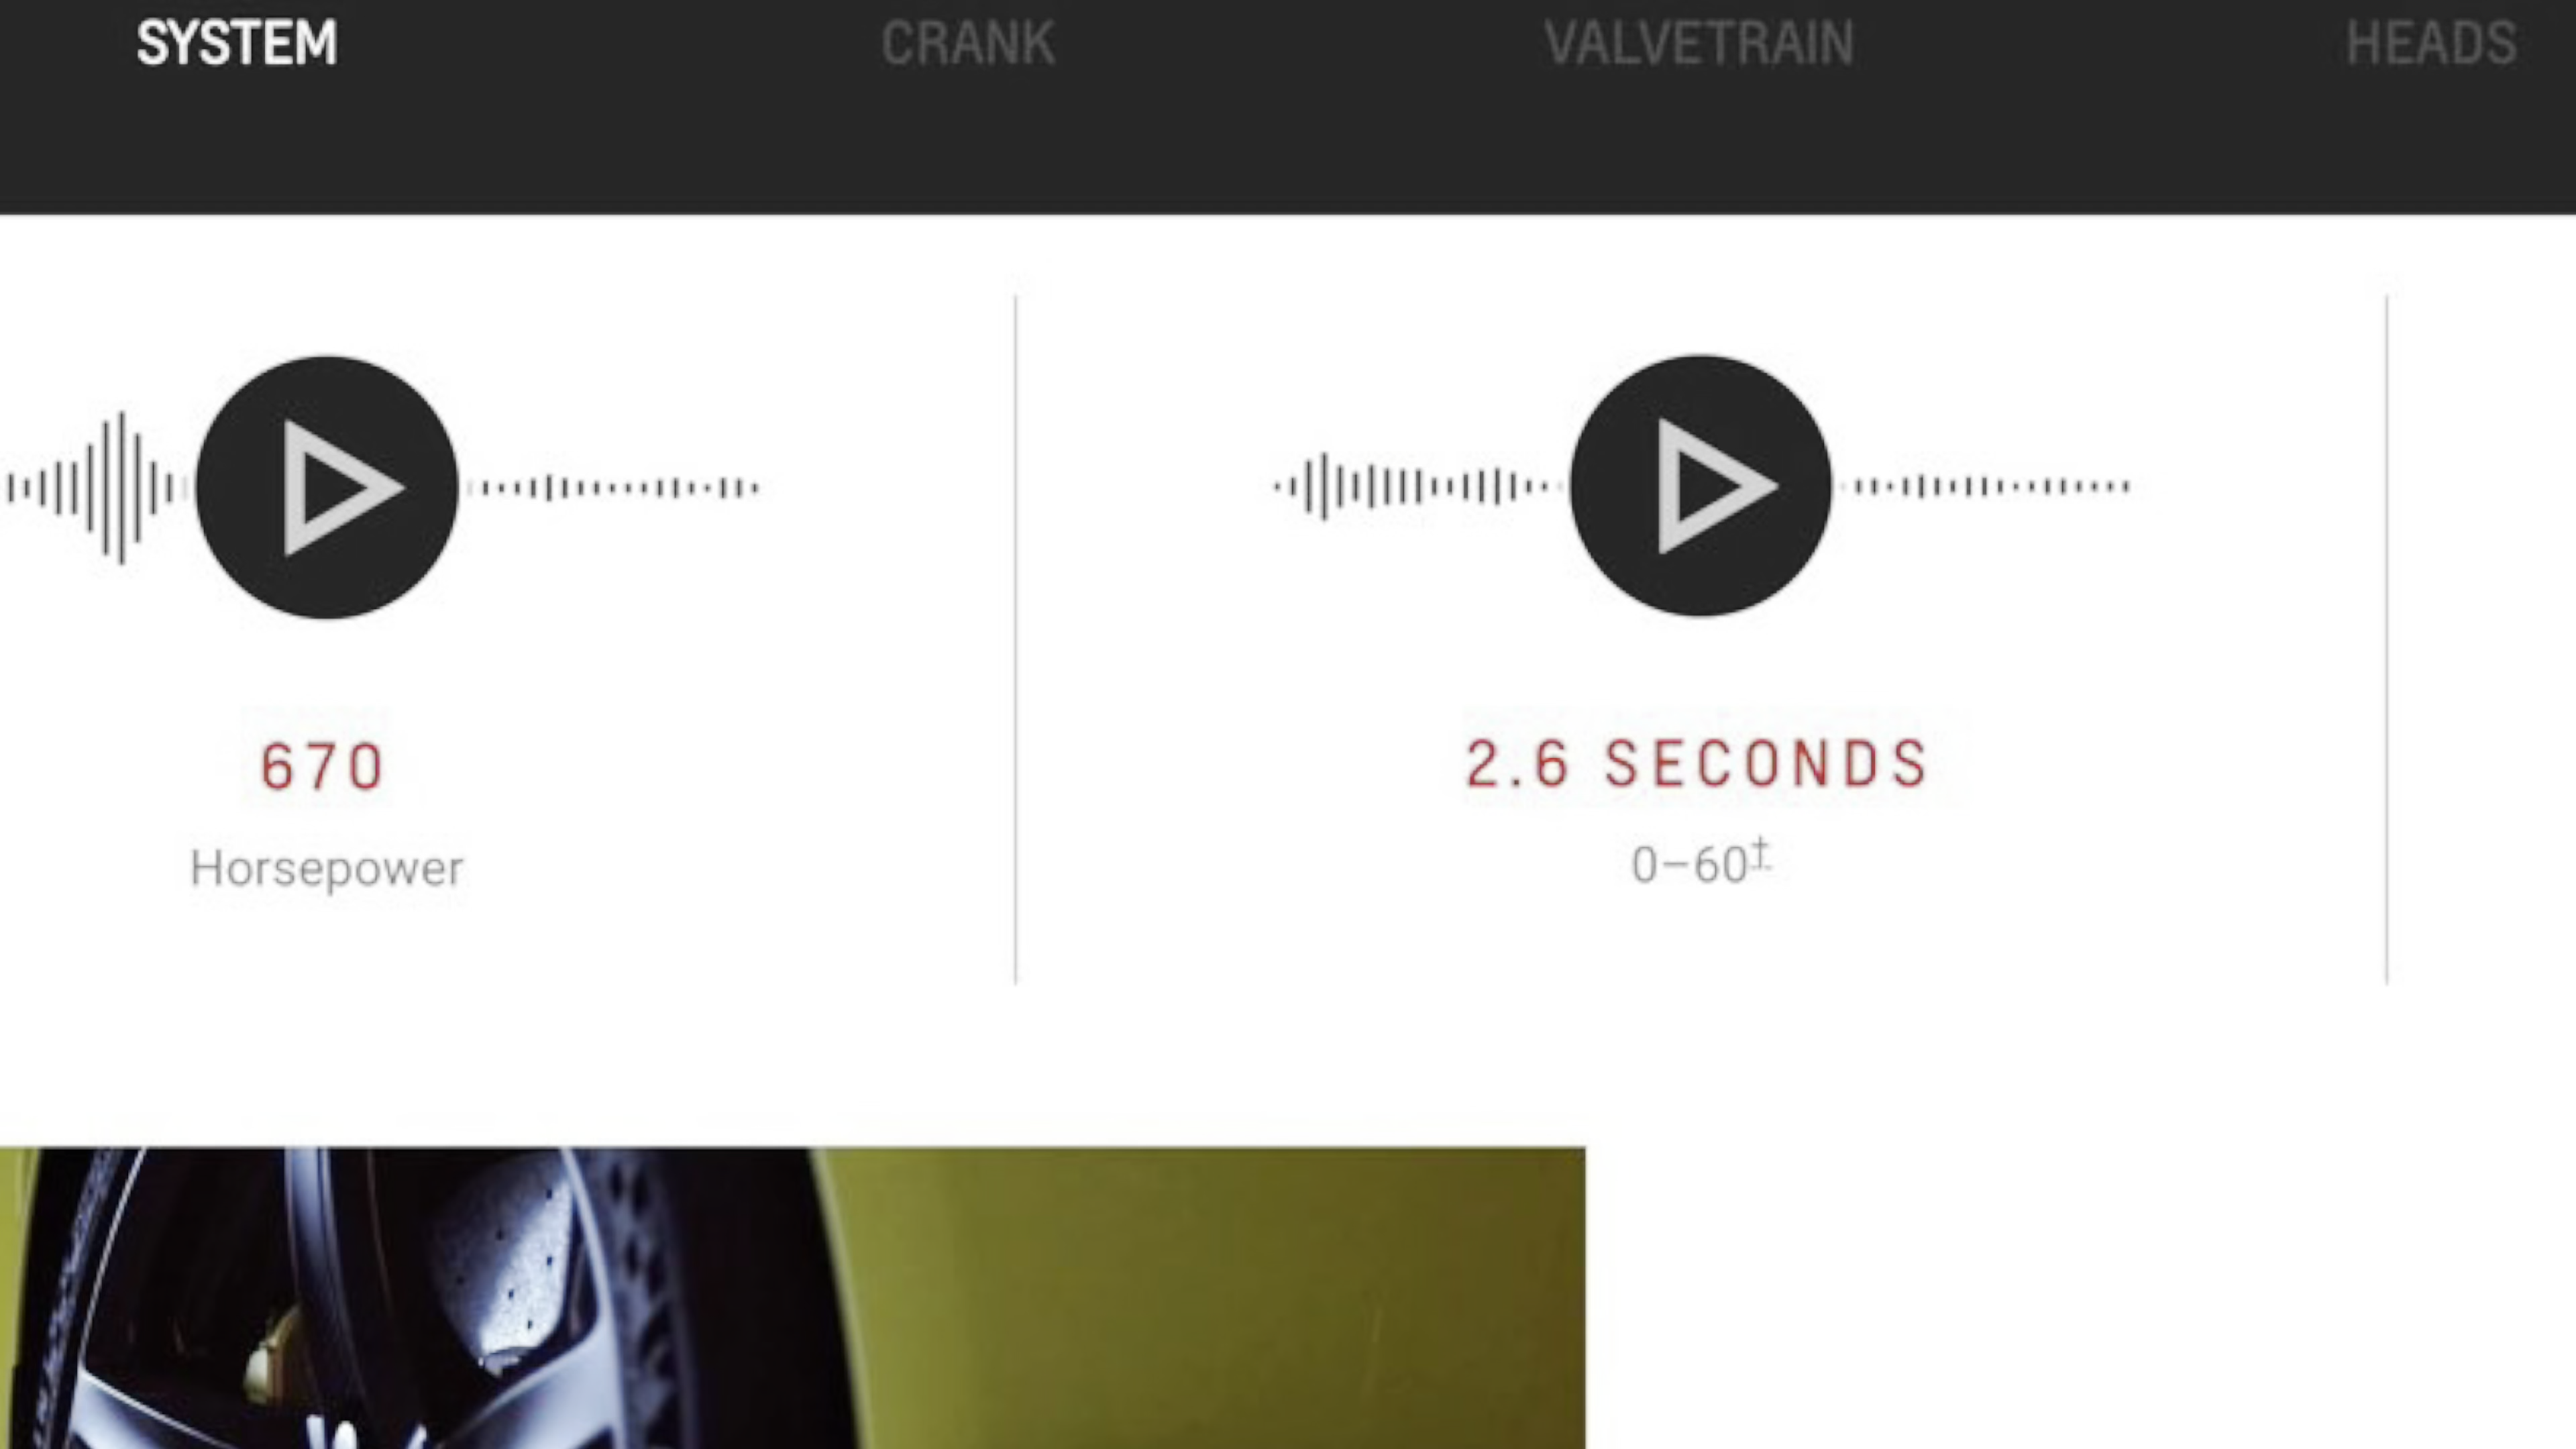 SYSTEM CRANK VALVETRAIN HEADS
670
Horsepower
2.6 SECONDS
0–60‡